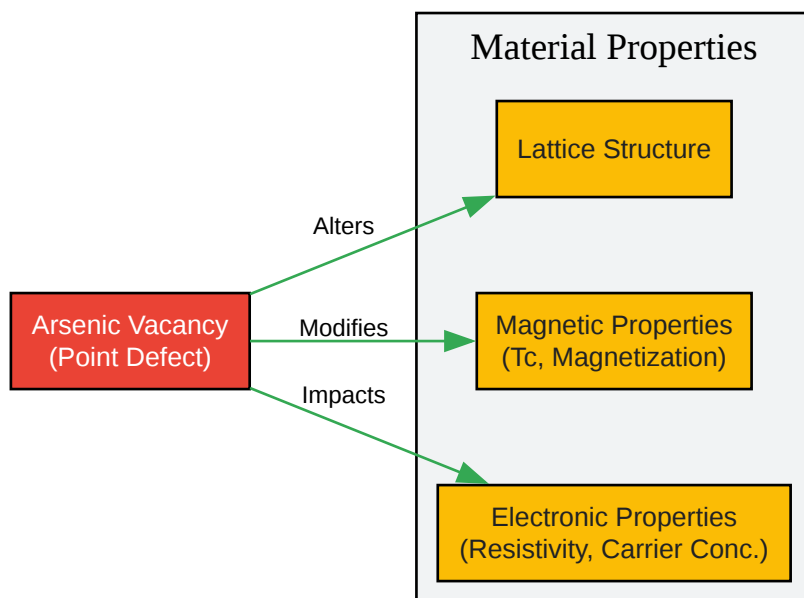 Material Properties
Lattice Structure
Alters
Arsenic Vacancy
(Point Defect)
Modifies
Magnetic Properties
(Tc, Magnetization)
Impacts
Electronic Properties
(Resistivity, Carrier Conc.)